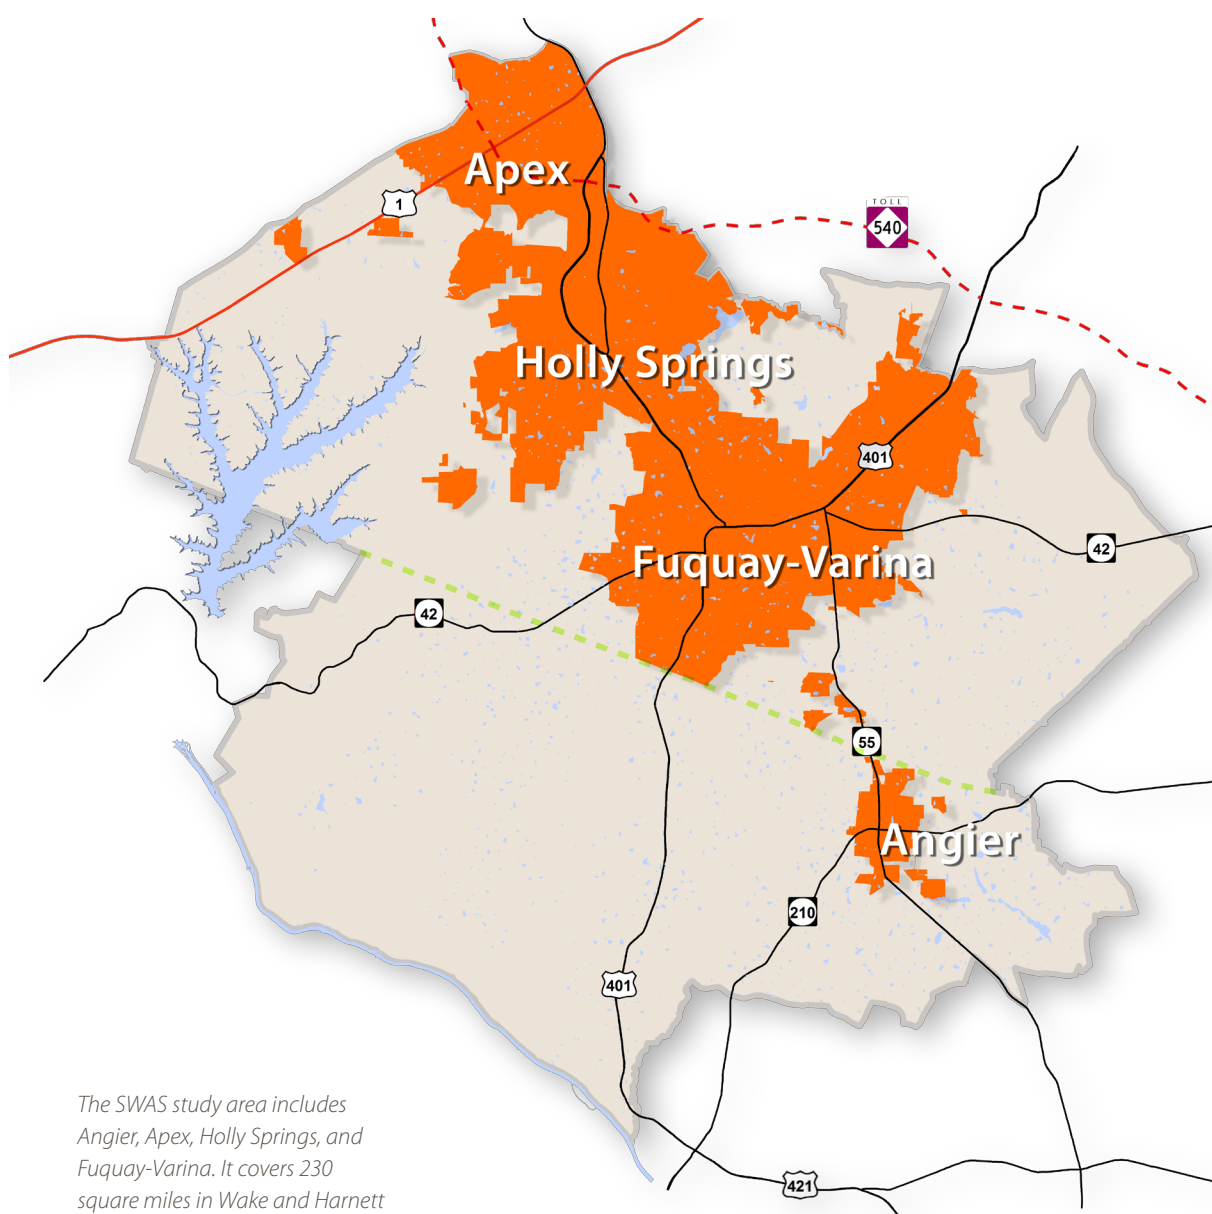 Apex
1
TOLL
540
Holly Springs
401
42
Fuquay-Varina
42
55
Angier
210
401
The SWAS study area includes
Angier, Apex, Holly Springs, and
Fuquay-Varina. It covers 230
square miles in Wake and Harnett
421